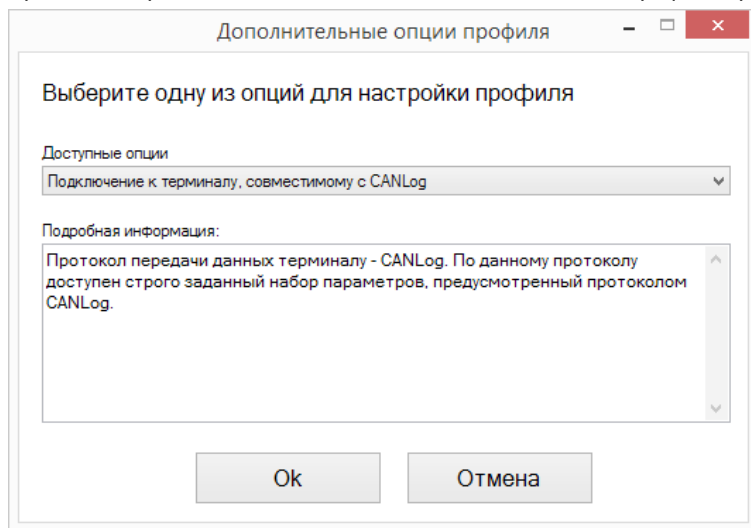 Дополнительные опции профиля
Выберите одну из опций для настройки профиля
Доступные опции
Подключение к терминалу, совместимому с CANLog
Подробная информация:
Протокол передачи данных терминалу - CANLog. По данному протоколу
доступен строго заданный набор параметров, предусмотренный протоколом
CANLog.
Ok
Отмена